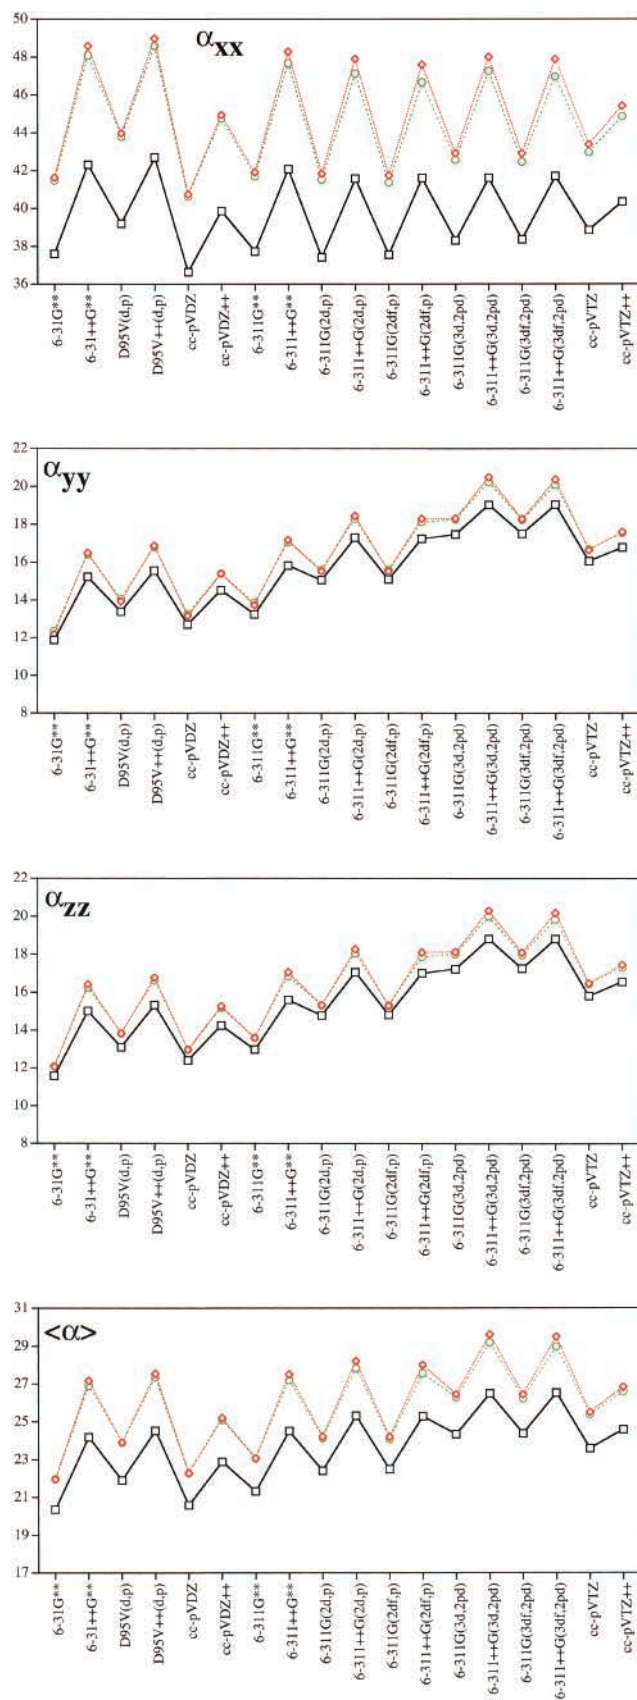 αxx
50
48
46
44
42
40
38
36
6-31G**
6-31++G**
D95V(d,p)
D95V++(d,p)
cc-pVDZ
cc-pVDZ++
6-311G**
6-311++G**
6-311G(2d,p)
6-311++G(2d,p)
6-311G(2df,p)
6-311++G(2df,p)
6-311G(3d,2pd)
6-311++G(3d,2pd)
6-311G(3df,2pd)
6-311++G(3df,2pd)
cc-pVTZ
cc-pVTZ++
αyy
22
20
18
16
14
12
10
8
6-31G**
6-31++G**
D95V(d,p)
D95V++(d,p)
cc-pVDZ
cc-pVDZ++
6-311G**
6-311++G**
6-311G(2d,p)
6-311++G(2d,p)
6-311G(2df,p)
6-311++G(2df,p)
6-311G(3d,2pd)
6-311++G(3d,2pd)
6-311G(3df,2pd)
6-311++G(3df,2pd)
cc-pVTZ
cc-pVTZ++
αzz
22
20
18
16
14
12
10
8
6-31G**
6-31++G**
D95V(d,p)
D95V++(d,p)
cc-pVDZ
cc-pVDZ++
6-311G**
6-311++G**
6-311G(2d,p)
6-311++G(2d,p)
6-311G(2df,p)
6-311++G(2df,p)
6-311G(3d,2pd)
6-311++G(3d,2pd)
6-311G(3df,2pd)
6-311++G(3df,2pd)
cc-pVTZ
cc-pVTZ++
<α>
31
29
27
25
23
21
19
17
6-31G**
6-31++G**
D95V(d,p)
D95V++(d,p)
cc-pVDZ
cc-pVDZ++
6-311G**
6-311++G**
6-311G(2d,p)
6-311++G(2d,p)
6-311G(2df,p)
6-311++G(2df,p)
6-311G(3d,2pd)
6-311++G(3d,2pd)
6-311G(3df,2pd)
6-311++G(3df,2pd)
cc-pVTZ
cc-pVTZ++